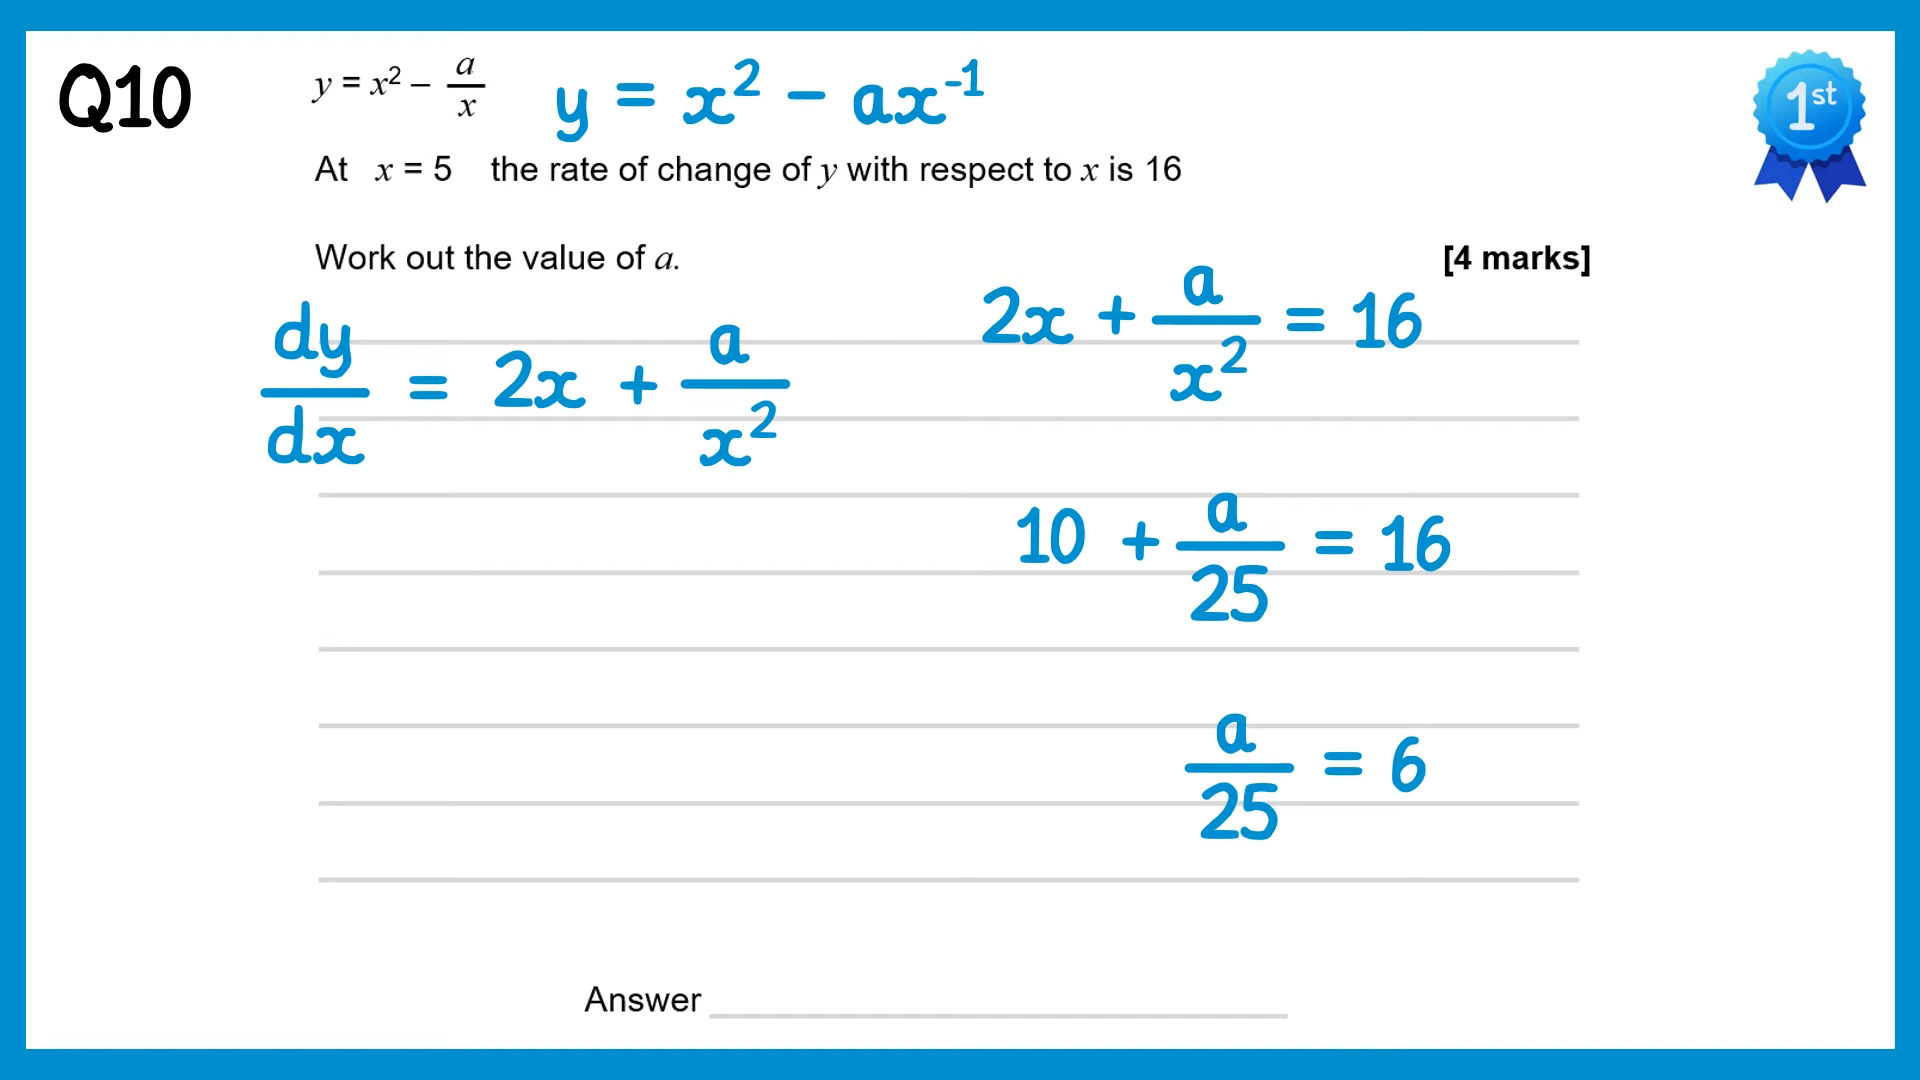 Q10
y = x² – a/x
y = x² – ax⁻¹
1st
At x = 5 the rate of change of y with respect to x is 16
Work out the value of a.
[4 marks]
dy/dx = 2x + a/x²
2x + a/x² = 16
10 + a/25 = 16
a/25 = 6
Answer